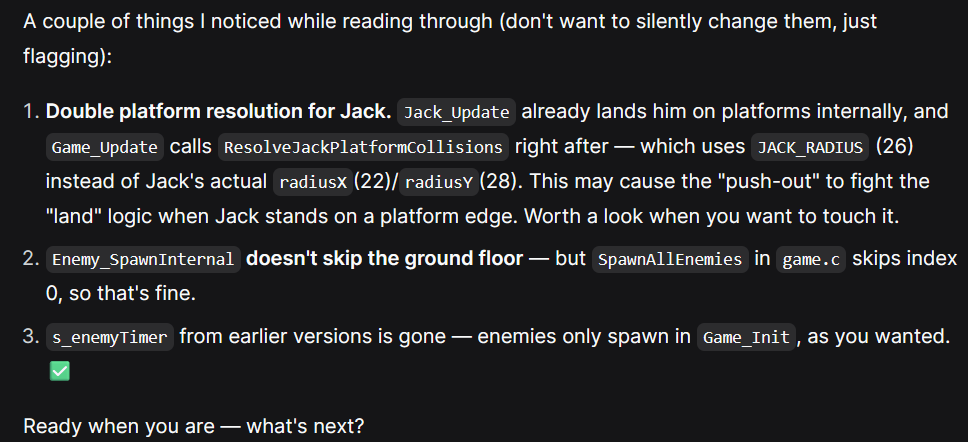 A couple of things I noticed while reading through (don't want to silently change them, just
flagging):
1. Double platform resolution for Jack. Jack_Update already lands him on platforms internally, and
Game_Update calls ResolveJackPlatformCollisions right after — which uses JACK_RADIUS (26)
instead of Jack's actual radiusX(22)/radiusY(28). This may cause the "push-out" to fight the
"land" logic when Jack stands on a platform edge. Worth a look when you want to touch it.
2. Enemy_SpawnInternal doesn't skip the ground floor — but SpawnAllEnemies in game.c skips index
0, so that's fine.
3. s_enemyTimer from earlier versions is gone — enemies only spawn in Game_Init, as you wanted.
✅
Ready when you are — what's next?